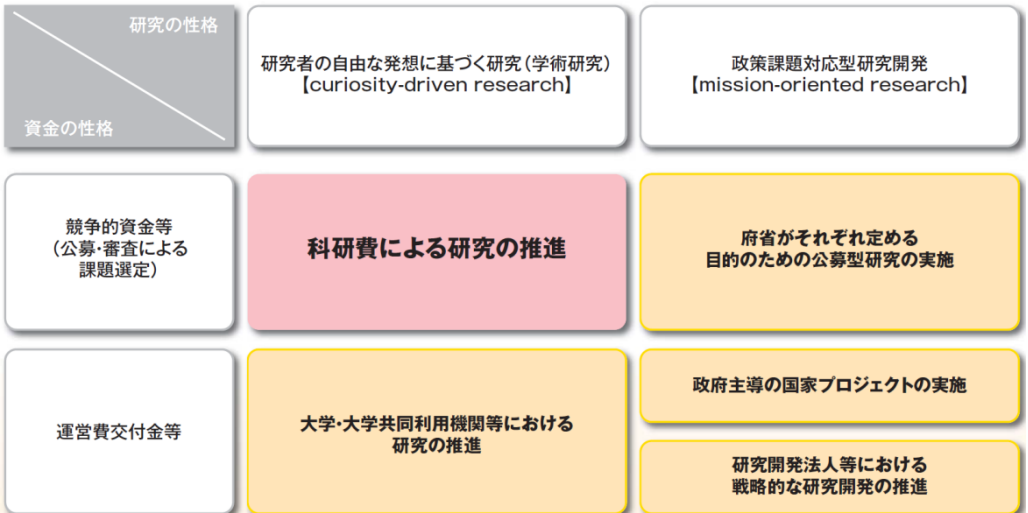 研究の性格
資金の性格
研究者の自由な発想に基づく研究(学術研究)
【curiosity-driven research】
政策課題対応型研究開発
【mission-oriented research】
競争的資金等
(公募・審査による
課題選定)
科研費による研究の推進
府省がそれぞれ定める
目的のための公募型研究の実施
運営費交付金等
大学・大学共同利用機関等における
研究の推進
政府主導の国家プロジェクトの実施
研究開発法人等における
戦略的な研究開発の推進